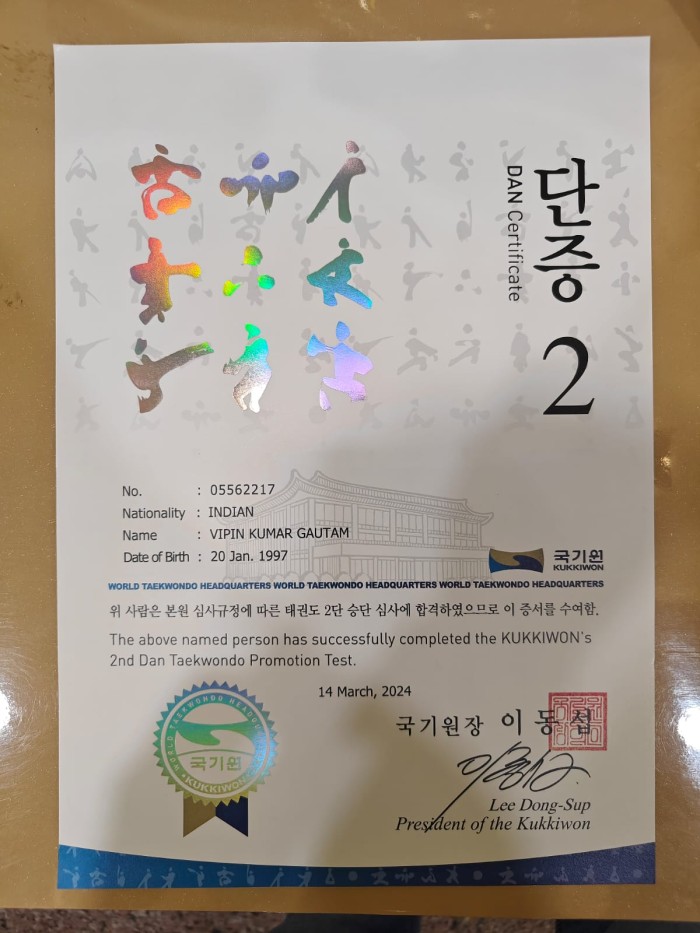 단증
DAN Certificate
2
No. : 05562217
Nationality : INDIAN
Name : VIPIN KUMAR GAUTAM
Date of Birth : 20 Jan. 1997
국기원
KUKKIWON
WORLD TAEKWONDO HEADQUARTERS WORLD TAEKWONDO HEADQUARTERS WORLD TAEKWONDO HEADQUARTERS
위 사람은 본원 심사규정에 따른 태권도 2단 승단 심사에 합격하였으므로 이 증서를 수여함.
The above named person has successfully completed the KUKKIWON's
2nd Dan Taekwondo Promotion Test.
14 March, 2024
국기원장 이동섭
Lee Dong-Sup
President of the Kukkiwon
WORLD TAEKWONDO HEADQ
국기원
KUKKIWON